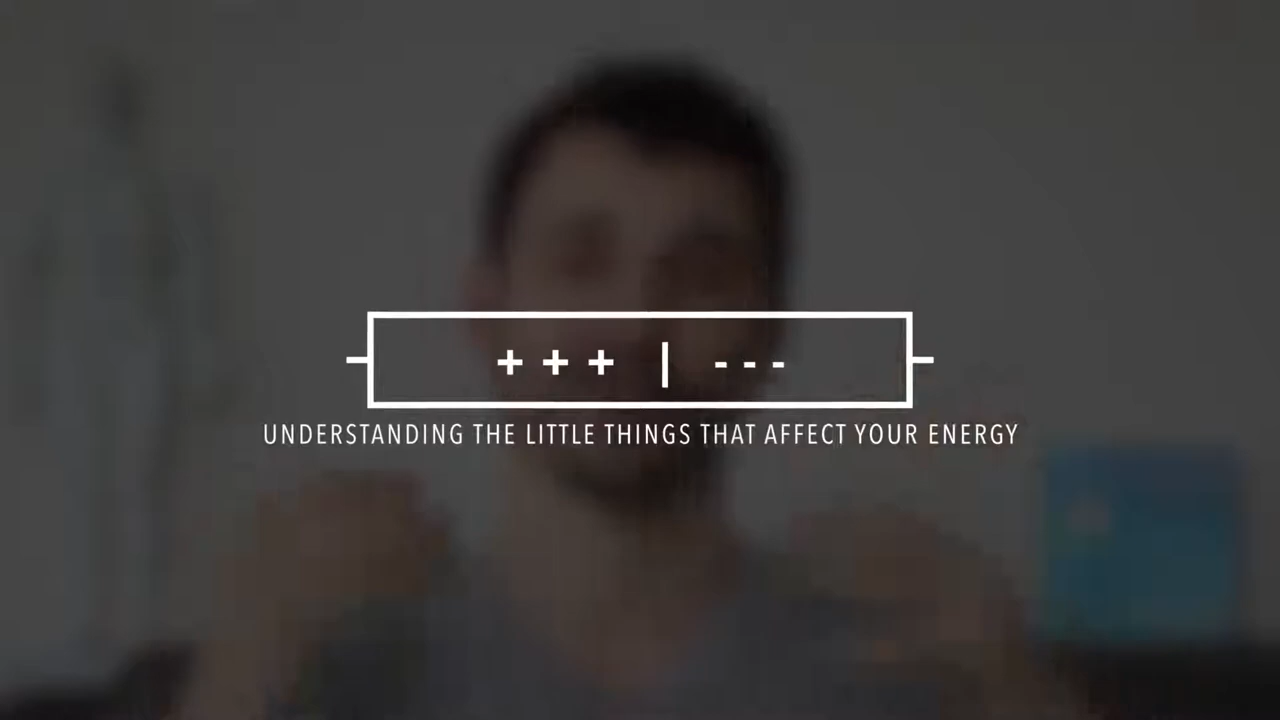 + + + | - - -
UNDERSTANDING THE LITTLE THINGS THAT AFFECT YOUR ENERGY